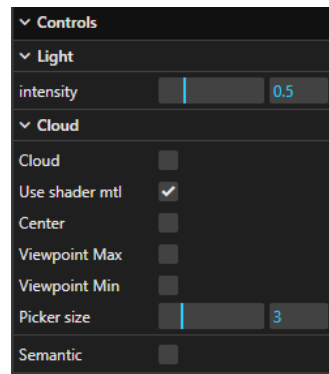 Controls
Light
intensity 0.5
Cloud
Cloud
Use shader mtl
Center
Viewpoint Max
Viewpoint Min
Picker size 3
Semantic